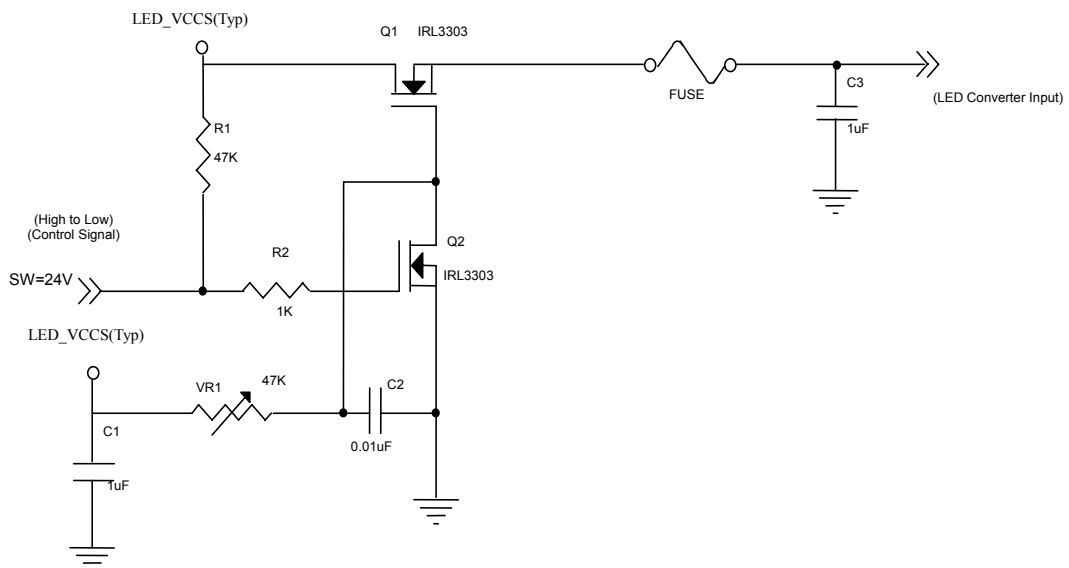 LED_VCCS(Typ)
Q1 IRL3303
FUSE
C3
1uF
(LED Converter Input)
R1
47K
(High to Low)
(Control Signal)
SW=24V
R2
1K
Q2
IRL3303
LED_VCCS(Typ)
VR1
47K
C2
0.01uF
C1
1uF